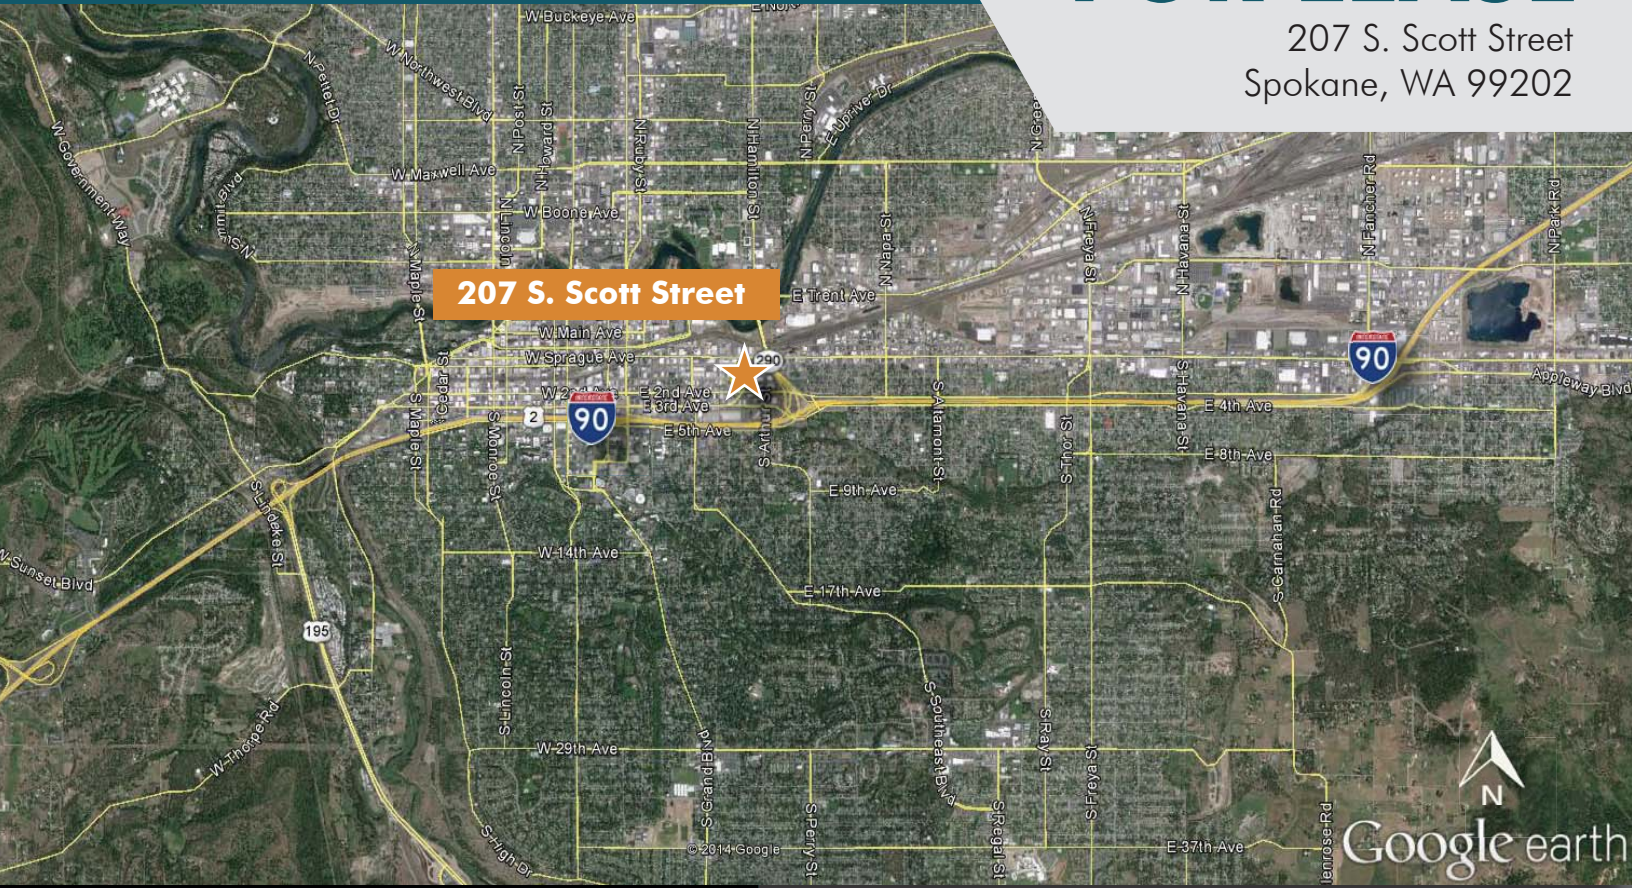 207 S. Scott Street
Spokane, WA 99202
W Buckeye Ave
N Pettet Dr
W Northwest Blvd
N Post St
N Howard St
N Ruby St
N Hamilton St
N Perry St
E Upriver Dr
W Government Way
W Maxwell Ave
W Boone Ave
N Lincoln
N Maple St
N Napa St
N Freya St
N Havana St
N Fancher Rd
N Park Rd
207 S. Scott Street
E Trent Ave
W Main Ave
W Sprague Ave
290
INTERSTATE
90
Appleway Blvd
Cedar St
E 2nd Ave
E 3rd Ave
2
INTERSTATE
90
E 4th Ave
E 5th Ave
S Maple St
S Monroe St
S Altamont St
S Thor St
S Havana St
E 8th Ave
E 9th Ave
S Lindeke St
W Sunset Blvd
W 14th Ave
E 17th Ave
S Carnahan Rd
195
S Lincoln St
W Thorpe Rd
W 29th Ave
S Grand Blvd
S Southeast Blvd
S Ray St
S Freya St
S High Dr
S Perry St
S Regal St
E 37th Ave
N
© 2014 Google
Google earth